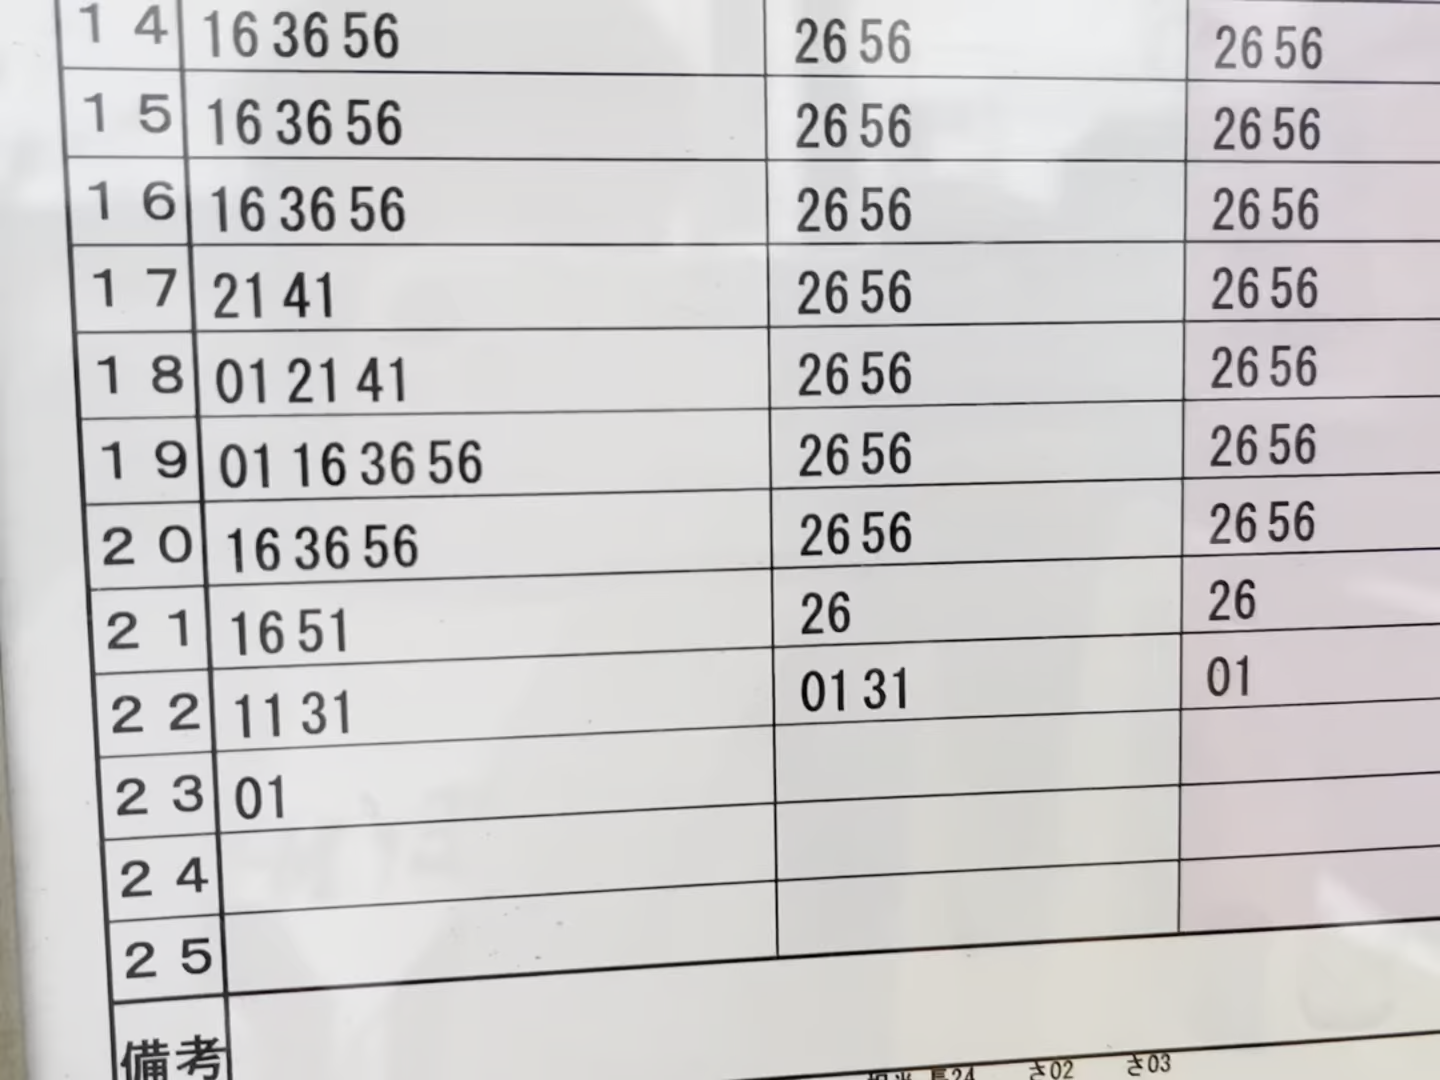 14 16 36 56 26 56 26 56
15 16 36 56 26 56 26 56
16 16 36 56 26 56 26 56
17 21 41 26 56 26 56
18 01 21 41 26 56 26 56
19 01 16 36 56 26 56 26 56
20 16 36 56 26 56 26 56
21 16 51 26 26
22 11 31 01 31 01
23 01
24
25
備考
長24 さ02 さ03